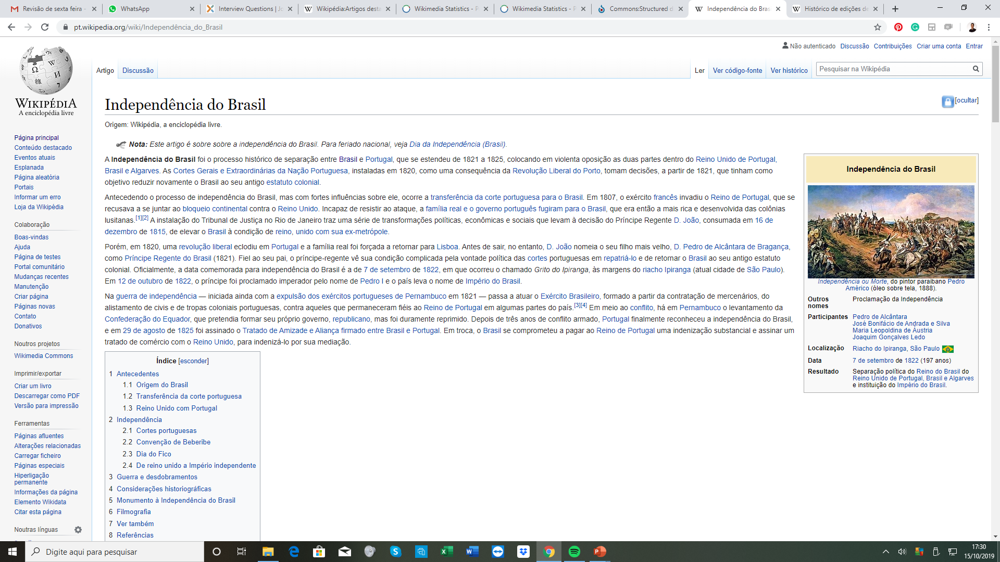 Revisão de sexta feira -
WhatsApp
Interview Questions | Jo
Wikipédia:Artigos desta
Wikimedia Statistics - P
Wikimedia Statistics - P
Commons:Structured d
Independência do Brasi
Histórico de edições de
pt.wikipedia.org/wiki/Independência_do_Brasil
Não autenticado Discussão Contribuições Criar uma conta Entrar
Artigo Discussão Ler Ver código-fonte Ver histórico Pesquisar na Wikipédia
WIKIPÉDIA
A enciclopédia livre
Página principal
Conteúdo destacado
Eventos atuais
Esplanada
Página aleatória
Portais
Informar um erro
Loja da Wikipédia
Colaboração
Boas-vindas
Ajuda
Página de testes
Portal comunitário
Mudanças recentes
Manutenção
Criar página
Páginas novas
Contato
Donativos
Noutros projetos
Wikimedia Commons
Imprimir/exportar
Criar um livro
Descarregar como PDF
Versão para impressão
Ferramentas
Páginas afluentes
Alterações relacionadas
Carregar ficheiro
Páginas especiais
Hiperligação
permanente
Informações da página
Elemento Wikidata
Citar esta página
Noutras línguas
Independência do Brasil
[ocultar]
Origem: Wikipédia, a enciclopédia livre.
Nota: Este artigo é sobre sobre a independência do Brasil. Para feriado nacional, veja Dia da Independência (Brasil).
A Independência do Brasil foi o processo histórico de separação entre Brasil e Portugal, que se estendeu de 1821 a 1825, colocando em violenta oposição as duas partes dentro do Reino Unido de Portugal,
Brasil e Algarves. As Cortes Gerais e Extraordinárias da Nação Portuguesa, instaladas em 1820, como uma consequência da Revolução Liberal do Porto, tomam decisões, a partir de 1821, que tinham como
objetivo reduzir novamente o Brasil ao seu antigo estatuto colonial.
Antecedendo o processo de independência do Brasil, mas com fortes influências sobre ele, ocorre a transferência da corte portuguesa para o Brasil. Em 1807, o exército francês invadiu o Reino de Portugal, que se
recusava a se juntar ao bloqueio continental contra o Reino Unido. Incapaz de resistir ao ataque, a família real e o governo português fugiram para o Brasil, que era então a mais rica e desenvolvida das colônias
lusitanas.[1][2] A instalação do Tribunal de Justiça no Rio de Janeiro traz uma série de transformações políticas, econômicas e sociais que levam à decisão do Príncipe Regente D. João, consumada em 16 de
dezembro de 1815, de elevar o Brasil à condição de reino, unido com sua ex-metrópole.
Porém, em 1820, uma revolução liberal eclodiu em Portugal e a família real foi forçada a retornar para Lisboa. Antes de sair, no entanto, D. João nomeia o seu filho mais velho, D. Pedro de Alcântara de Bragança,
como Príncipe Regente do Brasil (1821). Fiel ao seu pai, o príncipe-regente vê sua condição complicada pela vontade política das cortes portuguesas em repatriá-lo e de retornar o Brasil ao seu antigo estatuto
colonial. Oficialmente, a data comemorada para independência do Brasil é a de 7 de setembro de 1822, em que ocorreu o chamado Grito do Ipiranga, às margens do riacho Ipiranga (atual cidade de São Paulo).
Em 12 de outubro de 1822, o príncipe foi proclamado imperador pelo nome de Pedro I e o país leva o nome de Império do Brasil.
Na guerra de independência — iniciada ainda com a expulsão dos exércitos portugueses de Pernambuco em 1821 — passa a atuar o Exército Brasileiro, formado a partir da contratação de mercenários, do
alistamento de civis e de tropas coloniais portuguesas, contra aqueles que permaneceram fiéis ao Reino de Portugal em algumas partes do país.[3][4] Em meio ao conflito, há em Pernambuco o levantamento da
Confederação do Equador, que pretendia formar seu próprio governo, republicano, mas foi duramente reprimido. Depois de três anos de conflito armado, Portugal finalmente reconheceu a independência do Brasil,
e em 29 de agosto de 1825 foi assinado o Tratado de Amizade e Aliança firmado entre Brasil e Portugal. Em troca, o Brasil se comprometeu a pagar ao Reino de Portugal uma indenização substancial e assinar um
tratado de comércio com o Reino Unido, para indenizá-lo por sua mediação.
Independência do Brasil
Independência ou Morte, do pintor paraibano Pedro
Américo (óleo sobre tela, 1888).
Outros nomes Proclamação da Independência
Participantes Pedro de Alcântara
José Bonifácio de Andrada e Silva
Maria Leopoldina de Áustria
Joaquim Gonçalves Ledo
Localização Riacho do Ipiranga, São Paulo
Data 7 de setembro de 1822 (197 anos)
Resultado Separação política do Reino do Brasil do
Reino Unido de Portugal, Brasil e Algarves
e instituição do Império do Brasil.
Índice [esconder]
1 Antecedentes
1.1 Origem do Brasil
1.2 Transferência da corte portuguesa
1.3 Reino Unido com Portugal
2 Independência
2.1 Cortes portuguesas
2.2 Convenção de Beberibe
2.3 Dia do Fico
2.4 De reino unido a Império independente
3 Guerra e desdobramentos
4 Considerações historiográficas
5 Monumento à Independência do Brasil
6 Filmografia
7 Ver também
8 Referências
Digite aqui para pesquisar
17:30
15/10/2019